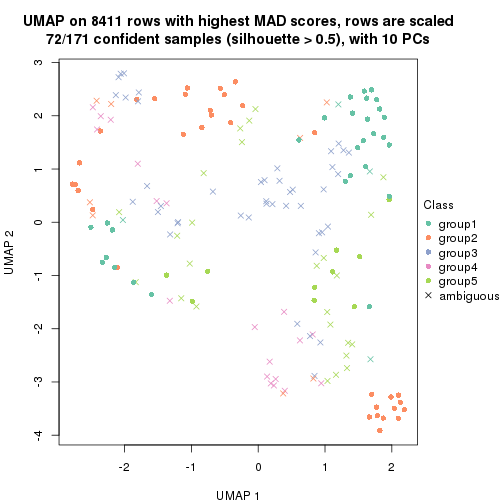 UMAP on 8411 rows with highest MAD scores, rows are scaled
72/171 confident samples (silhouette > 0.5), with 10 PCs
3
2
1
0
-1
-2
-3
-4
UMAP 2
-2
-1
0
1
2
UMAP 1
Class
group1
group2
group3
group4
group5
ambiguous